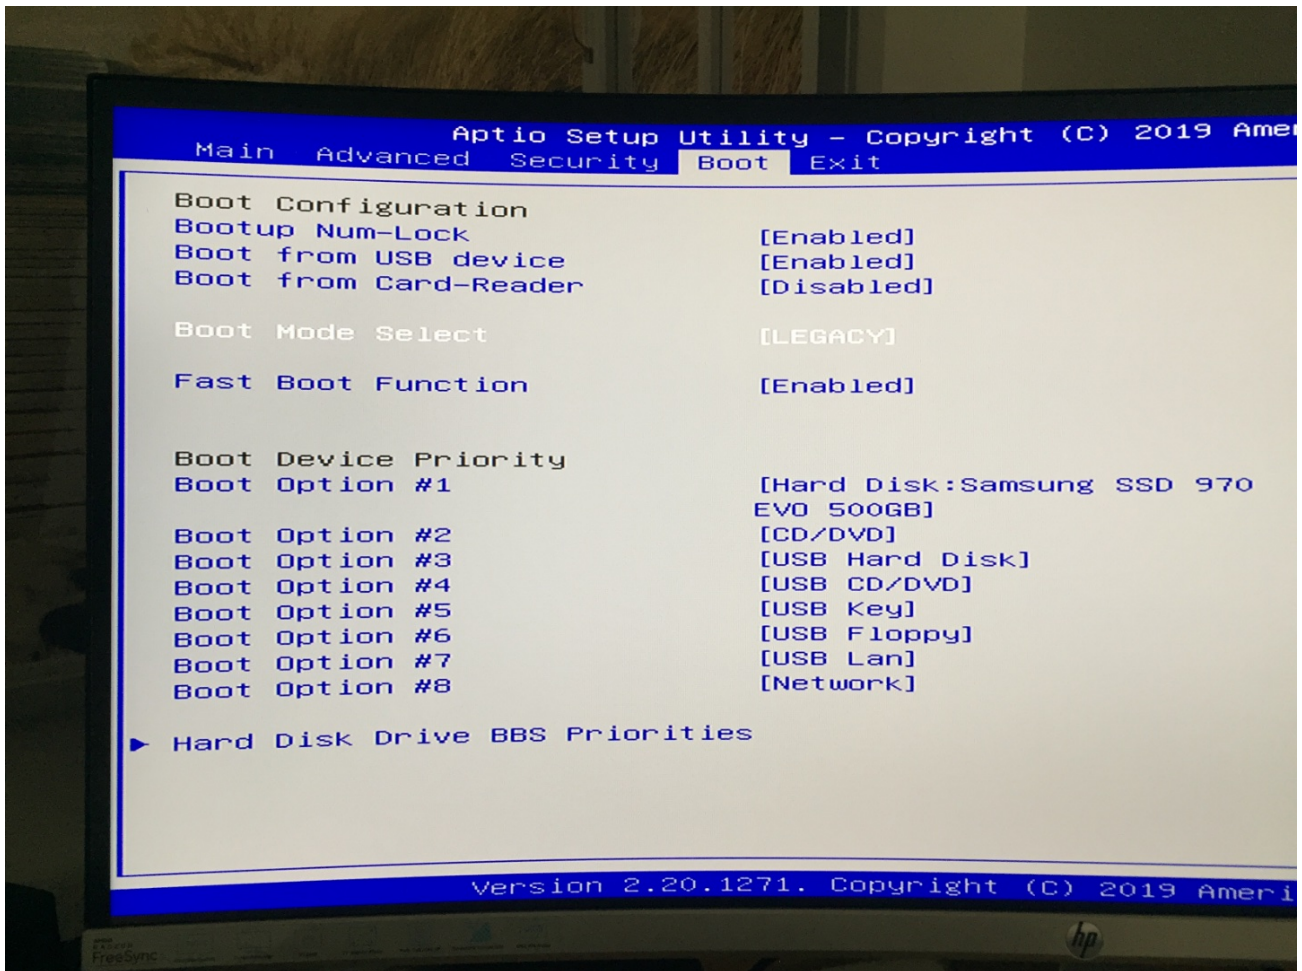 Aptio Setup Utility – Copyright (C) 2019 Amer
Main Advanced Security Boot Exit
Boot Configuration
Bootup Num-Lock [Enabled]
Boot from USB device [Enabled]
Boot from Card-Reader [Disabled]
Boot Mode Select [LEGACY]
Fast Boot Function [Enabled]
Boot Device Priority
Boot Option #1 [Hard Disk:Samsung SSD 970
EVO 500GB]
Boot Option #2 [CD/DVD]
Boot Option #3 [USB Hard Disk]
Boot Option #4 [USB CD/DVD]
Boot Option #5 [USB Key]
Boot Option #6 [USB Floppy]
Boot Option #7 [USB Lan]
Boot Option #8 [Network]
Hard Disk Drive BBS Priorities
Version 2.20.1271. Copyright (C) 2019 Ameri
hp
FreeSync